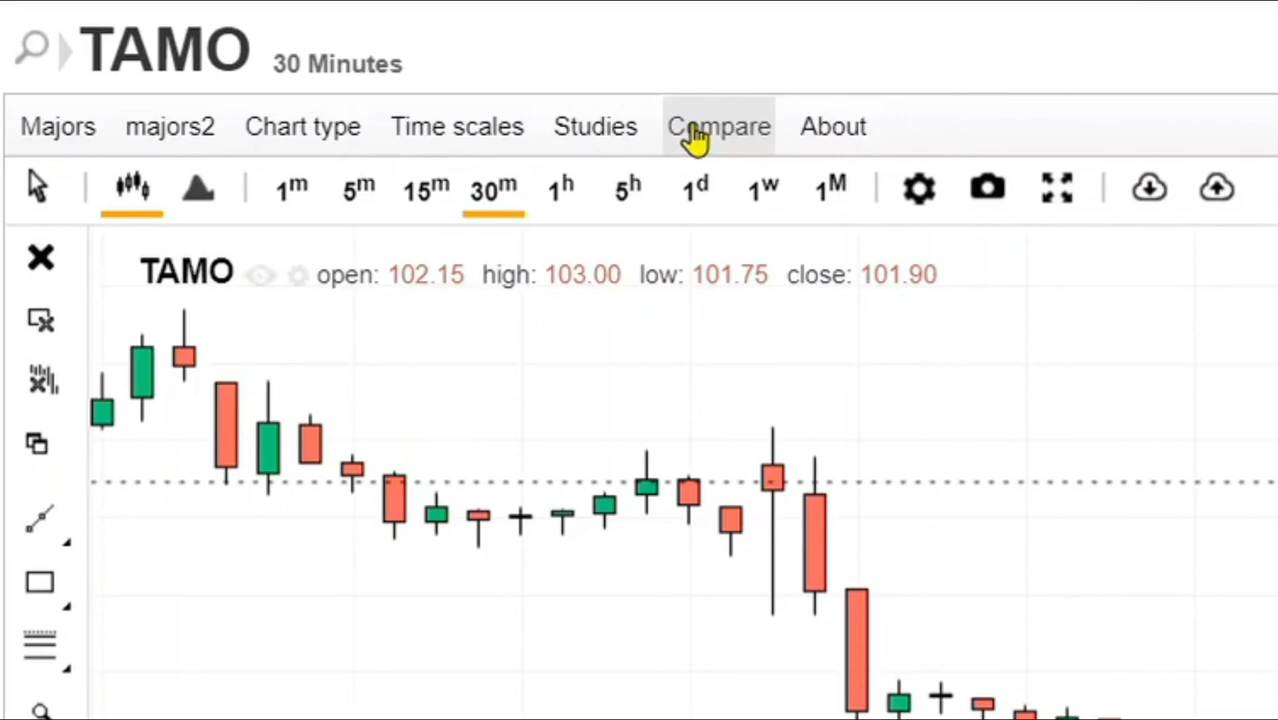 TAMO 30 Minutes
Majors majors2 Chart type Time scales Studies Compare About
1m 5m 15m 30m 1h 5h 1d 1w 1M
TAMO open: 102.15 high: 103.00 low: 101.75 close: 101.90